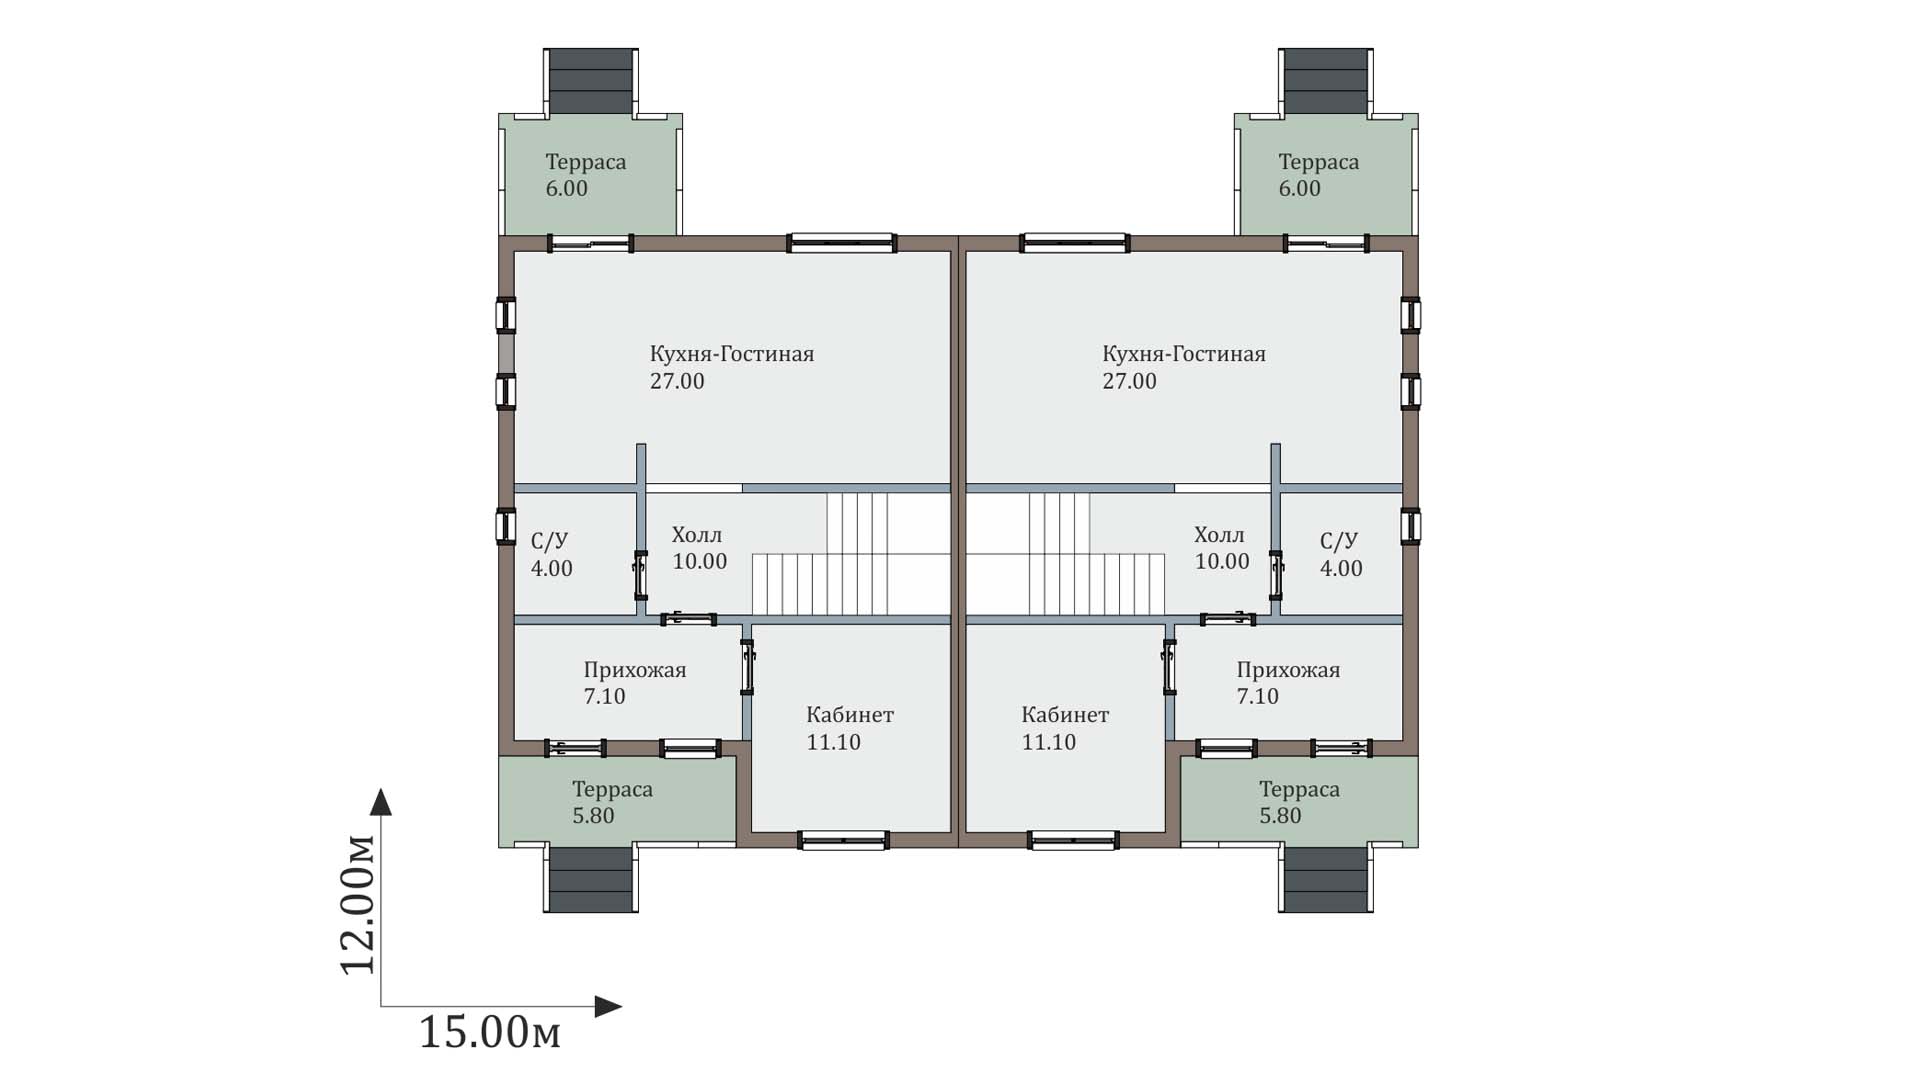 Терраса
6.00
Терраса
6.00
Кухня-Гостиная
27.00
Кухня-Гостиная
27.00
С/У
4.00
Холл
10.00
Холл
10.00
С/У
4.00
Прихожая
7.10
Кабинет
11.10
Кабинет
11.10
Прихожая
7.10
Терраса
5.80
Терраса
5.80
12.00м
15.00м